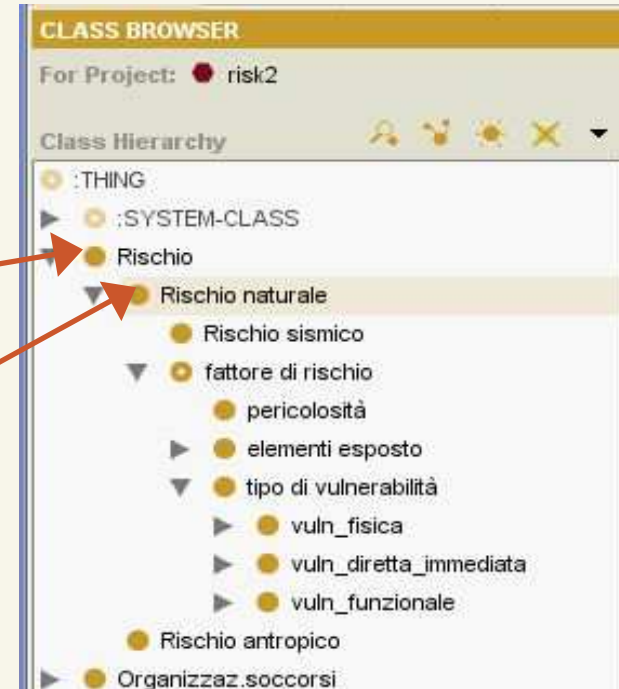 CLASS BROWSER
For Project: risk2
Class Hierarchy
:THING
:SYSTEM-CLASS
Rischio
Rischio naturale
Rischio sismico
fattore di rischio
pericolosità
elementi esposto
tipo di vulnerabilità
vuln_fisica
vuln_diretta_immediata
vuln_funzionale
Rischio antropico
Organizzaz.soccorsi